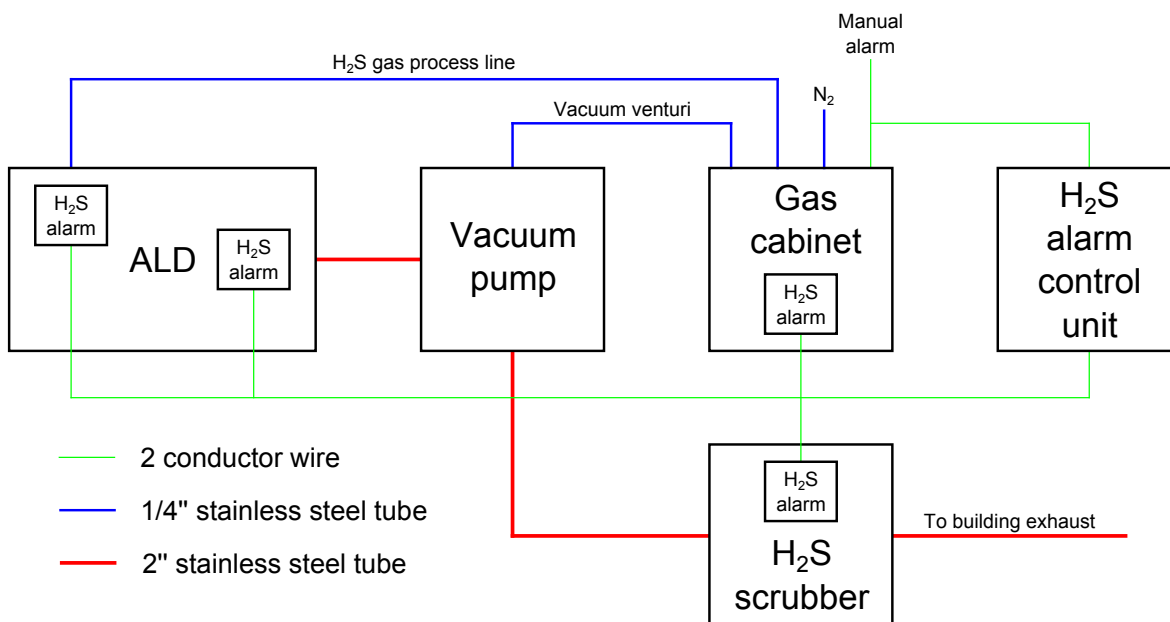 Manual
alarm
H₂S gas process line
N₂
Vacuum venturi
H₂S
alarm
ALD
H₂S
alarm
Vacuum
pump
Gas
cabinet
H₂S
alarm
H₂S
alarm
control
unit
2 conductor wire
1/4" stainless steel tube
2" stainless steel tube
H₂S
alarm
H₂S
scrubber
To building exhaust